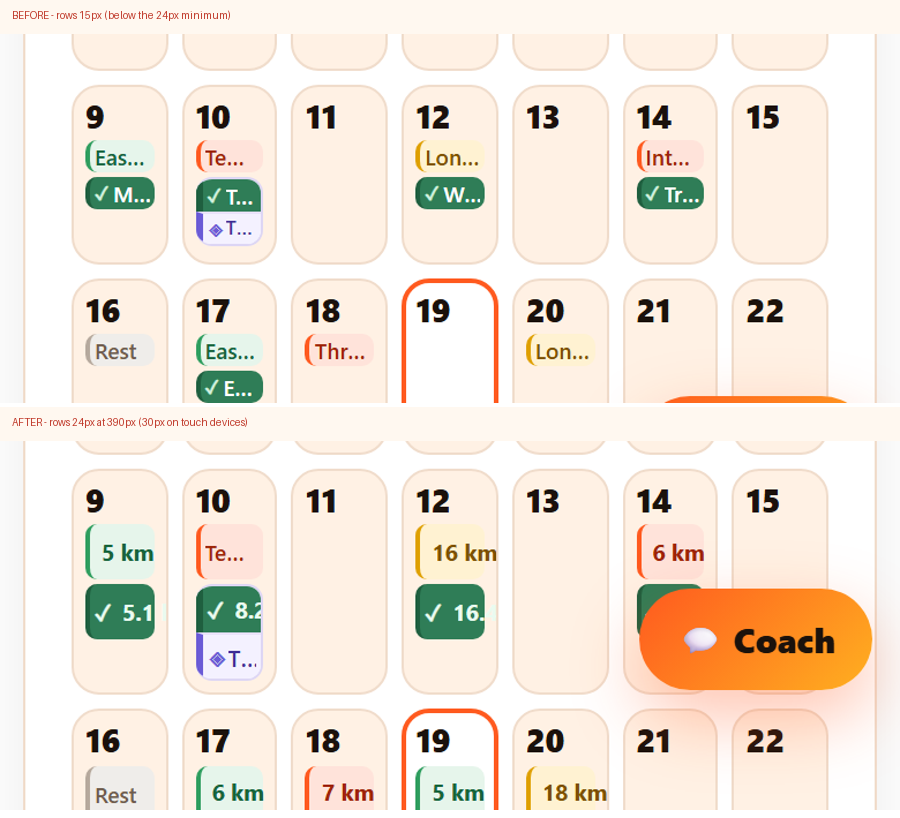 BEFORE - rows 15px (below the 24px minimum)
9 10 11 12 13 14 15
Eas... Te... Lon... Int...
✓ M... ✓ T... ✓ W... ✓ Tr...
◈ T...
16 17 18 19 20 21 22
Rest Eas... Thr... Lon...
✓ E...
AFTER - rows 24px at 390px (30px on touch devices)
9 10 11 12 13 14 15
5 km Te... 16 km 6 km
✓ 5.1 ✓ 8.2 ✓ 16.
◈ T...
Coach
16 17 18 19 20 21 22
Rest 6 km 7 km 5 km 18 km